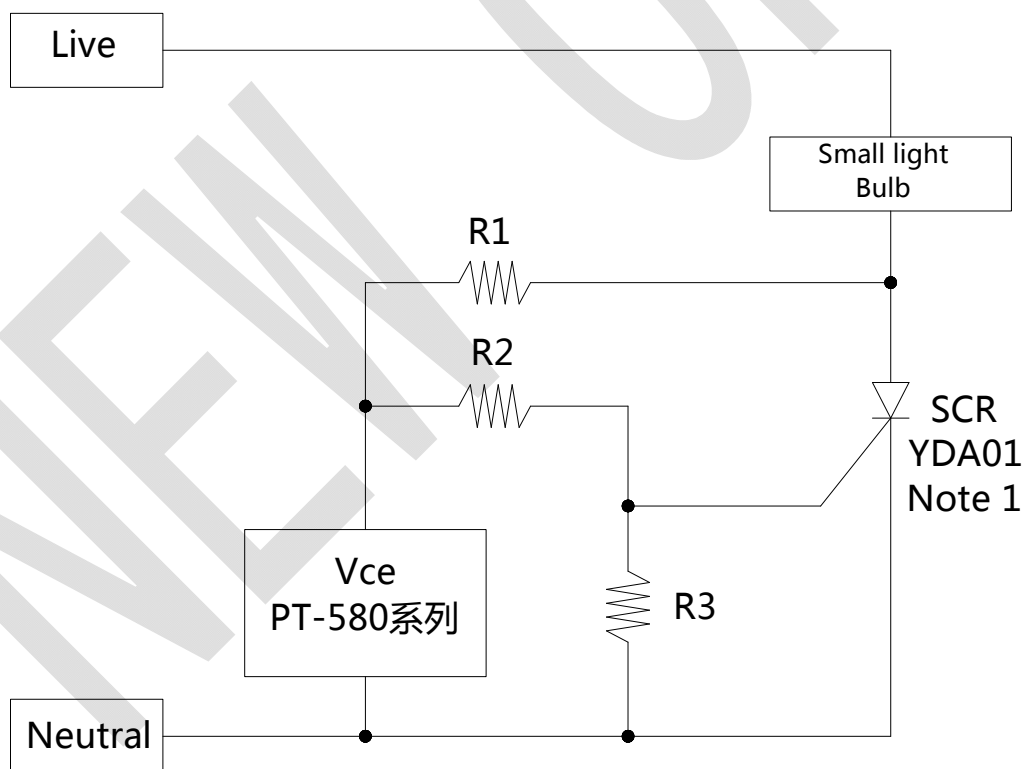 Live
Small light
Bulb
R1
R2
SCR
YDA01
Note 1
Vce
PT-580系列
R3
Neutral
NEW